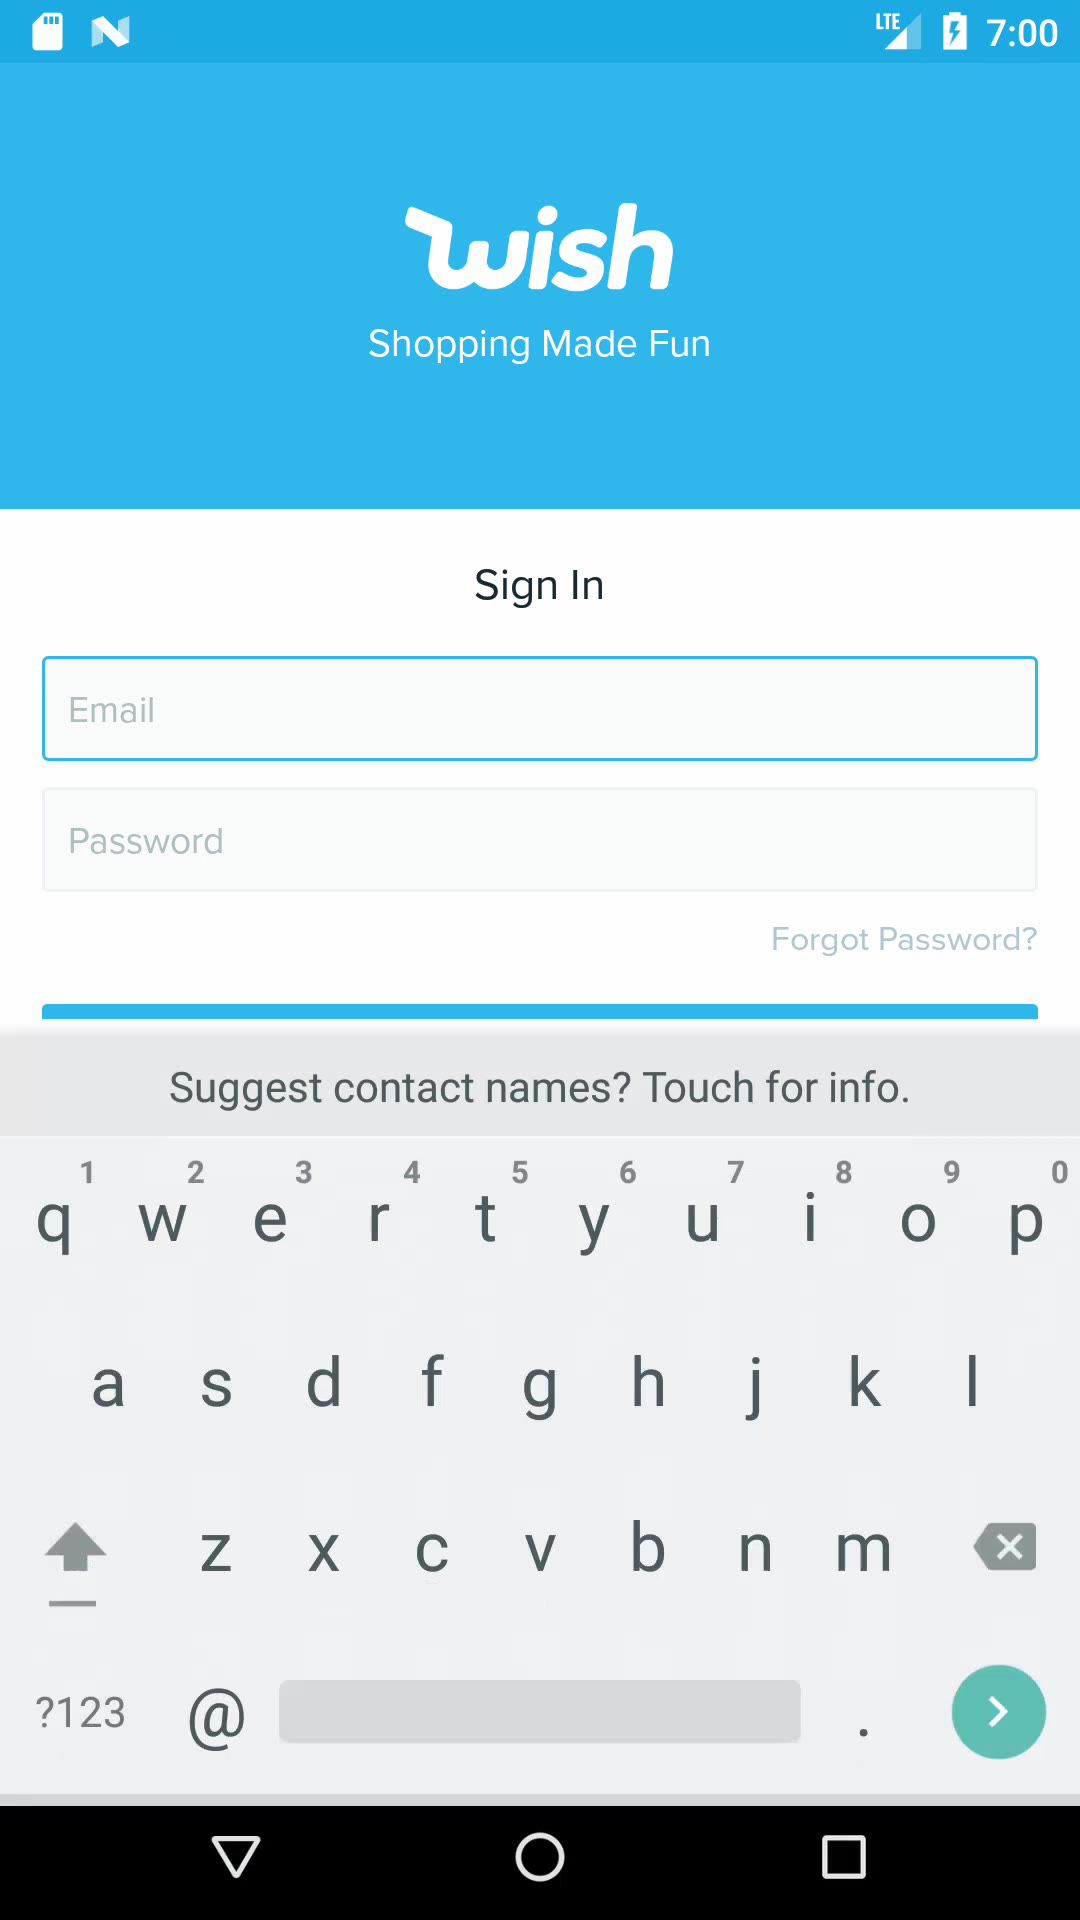 LTE 7:00
wish
Shopping Made Fun
Sign In
Email
Password
Forgot Password?
Suggest contact names? Touch for info.
1 2 3 4 5 6 7 8 9 0
q w e r t y u i o p
a s d f g h j k l
z x c v b n m
?123 @ .